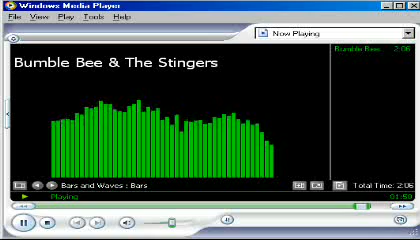 Windows Media Player
File View Play Tools Help
Now Playing
Bumble Bee & The Stingers
Bumble Bee 2:06
Bars and Waves : Bars
Total Time: 2:06
Playing
01:50